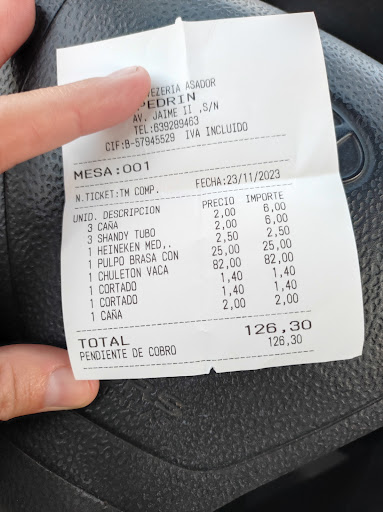 ASADOR
PEDRIN
AV. JAIME II ,S/N
TEL:639289463
CIF:B-57945529 IVA INCLUIDO
MESA:001
N.TICKET:TM COMP. FECHA:23/11/2023
UNID. DESCRIPCION PRECIO IMPORTE
3 CAÑA 2,00 6,00
3 SHANDY TUBO 2,00 6,00
1 HEINEKEN MED,. 2,50 2,50
1 PULPO BRASA CON 25,00 25,00
1 CHULETON VACA 82,00 82,00
1 CORTADO 1,40 1,40
1 CORTADO 1,40 1,40
1 CAÑA 2,00 2,00
TOTAL 126,30
PENDIENTE DE COBRO 126,30